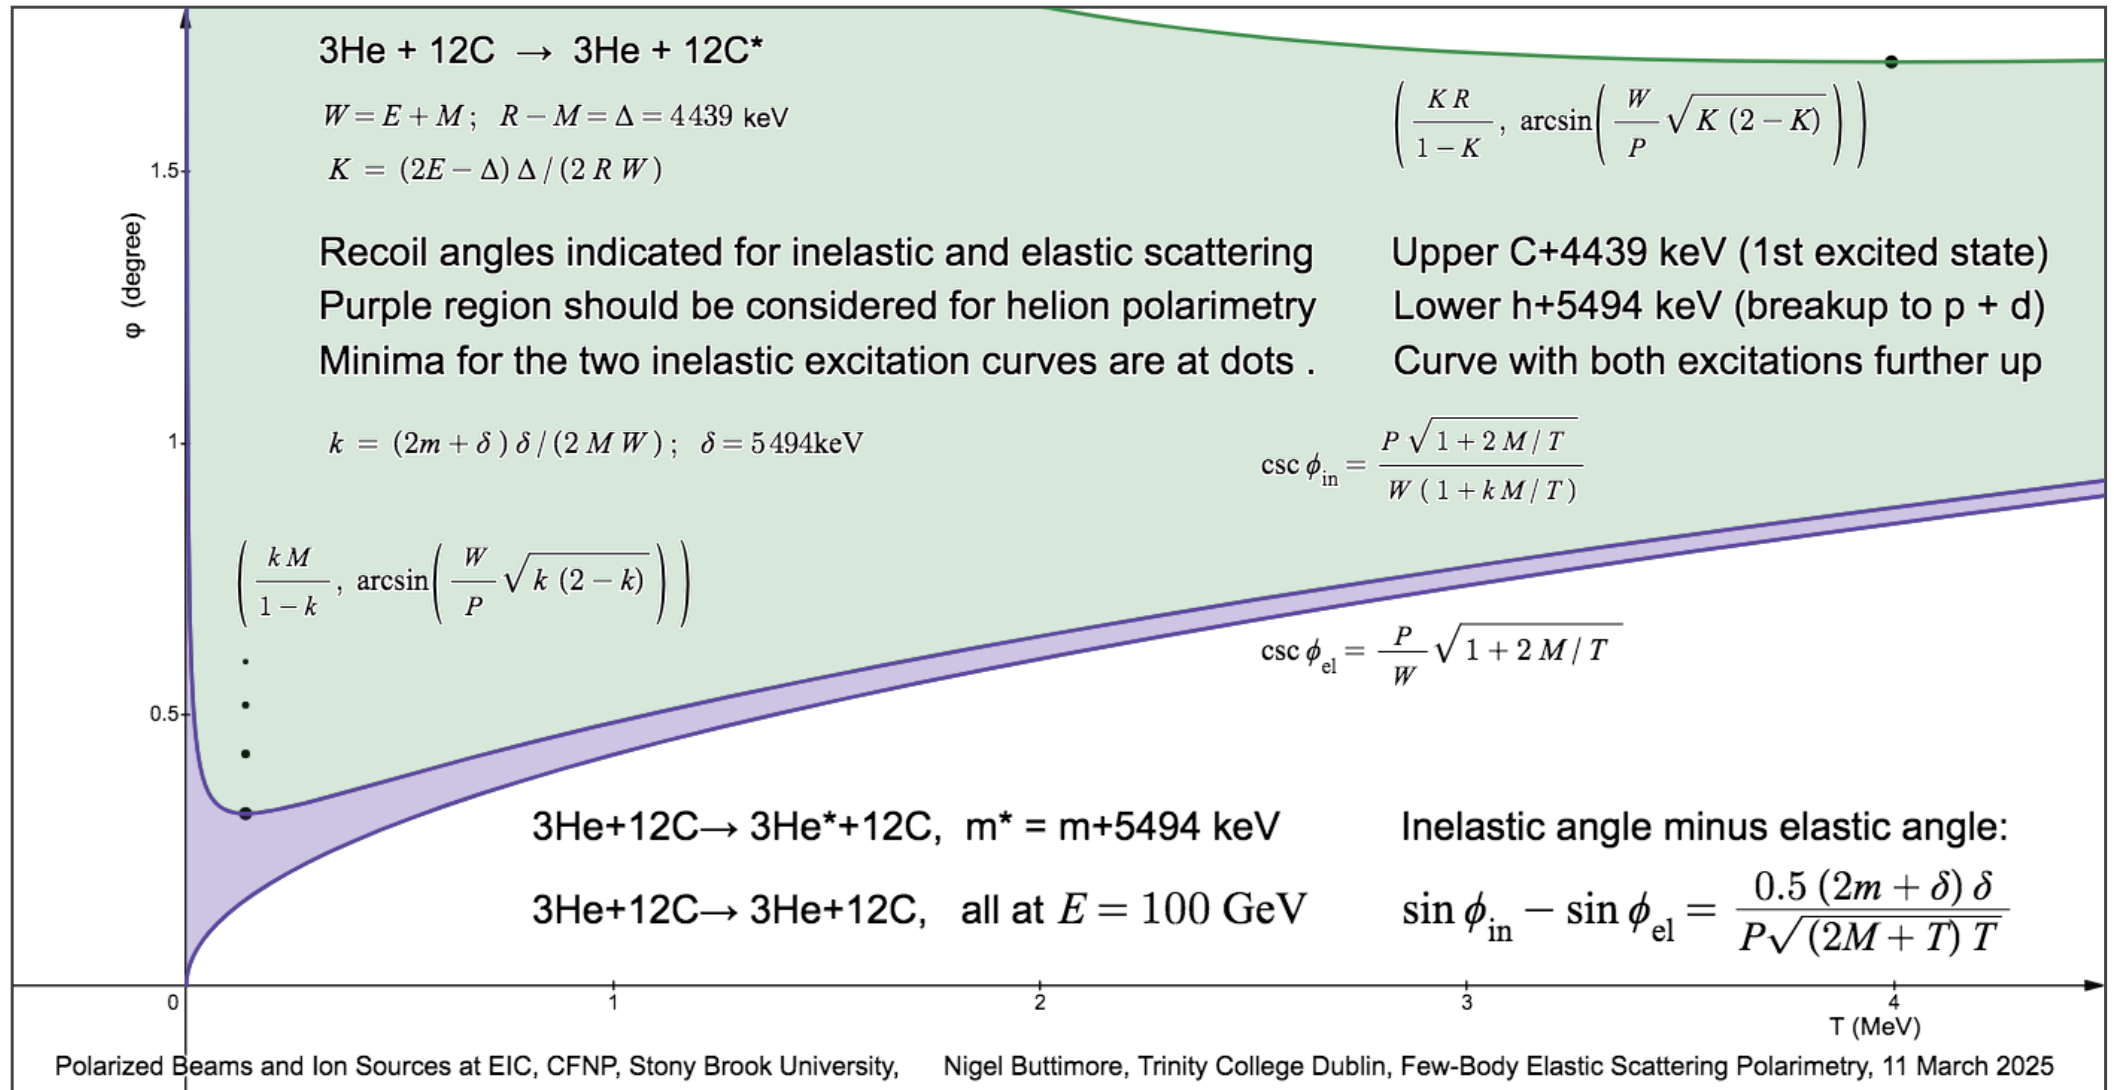 3He + 12C → 3He + 12C*
W = E + M ; R − M = Δ = 4439 keV
K = (2E − Δ) Δ / (2 R W)
( K R / (1 − K) , arcsin( W / P √( K (2 − K) ) ) )
1.5
φ (degree)
Recoil angles indicated for inelastic and elastic scattering
Purple region should be considered for helion polarimetry
Minima for the two inelastic excitation curves are at dots .
Upper C+4439 keV (1st excited state)
Lower h+5494 keV (breakup to p + d)
Curve with both excitations further up
1
k = (2m + δ ) δ / (2 M W) ; δ = 5494keV
csc ϕ_in = P √( 1 + 2 M / T ) / ( W ( 1 + k M / T ) )
( k M / (1 − k) , arcsin( W / P √( k (2 − k) ) ) )
csc ϕ_el = P / W √( 1 + 2 M / T )
0.5
3He+12C→ 3He*+12C, m* = m+5494 keV
3He+12C→ 3He+12C, all at E = 100 GeV
Inelastic angle minus elastic angle:
sin ϕ_in − sin ϕ_el = 0.5 (2m + δ) δ / ( P√( (2M + T) T ) )
0 1 2 3 4
T (MeV)
Polarized Beams and Ion Sources at EIC, CFNP, Stony Brook University, Nigel Buttimore, Trinity College Dublin, Few-Body Elastic Scattering Polarimetry, 11 March 2025